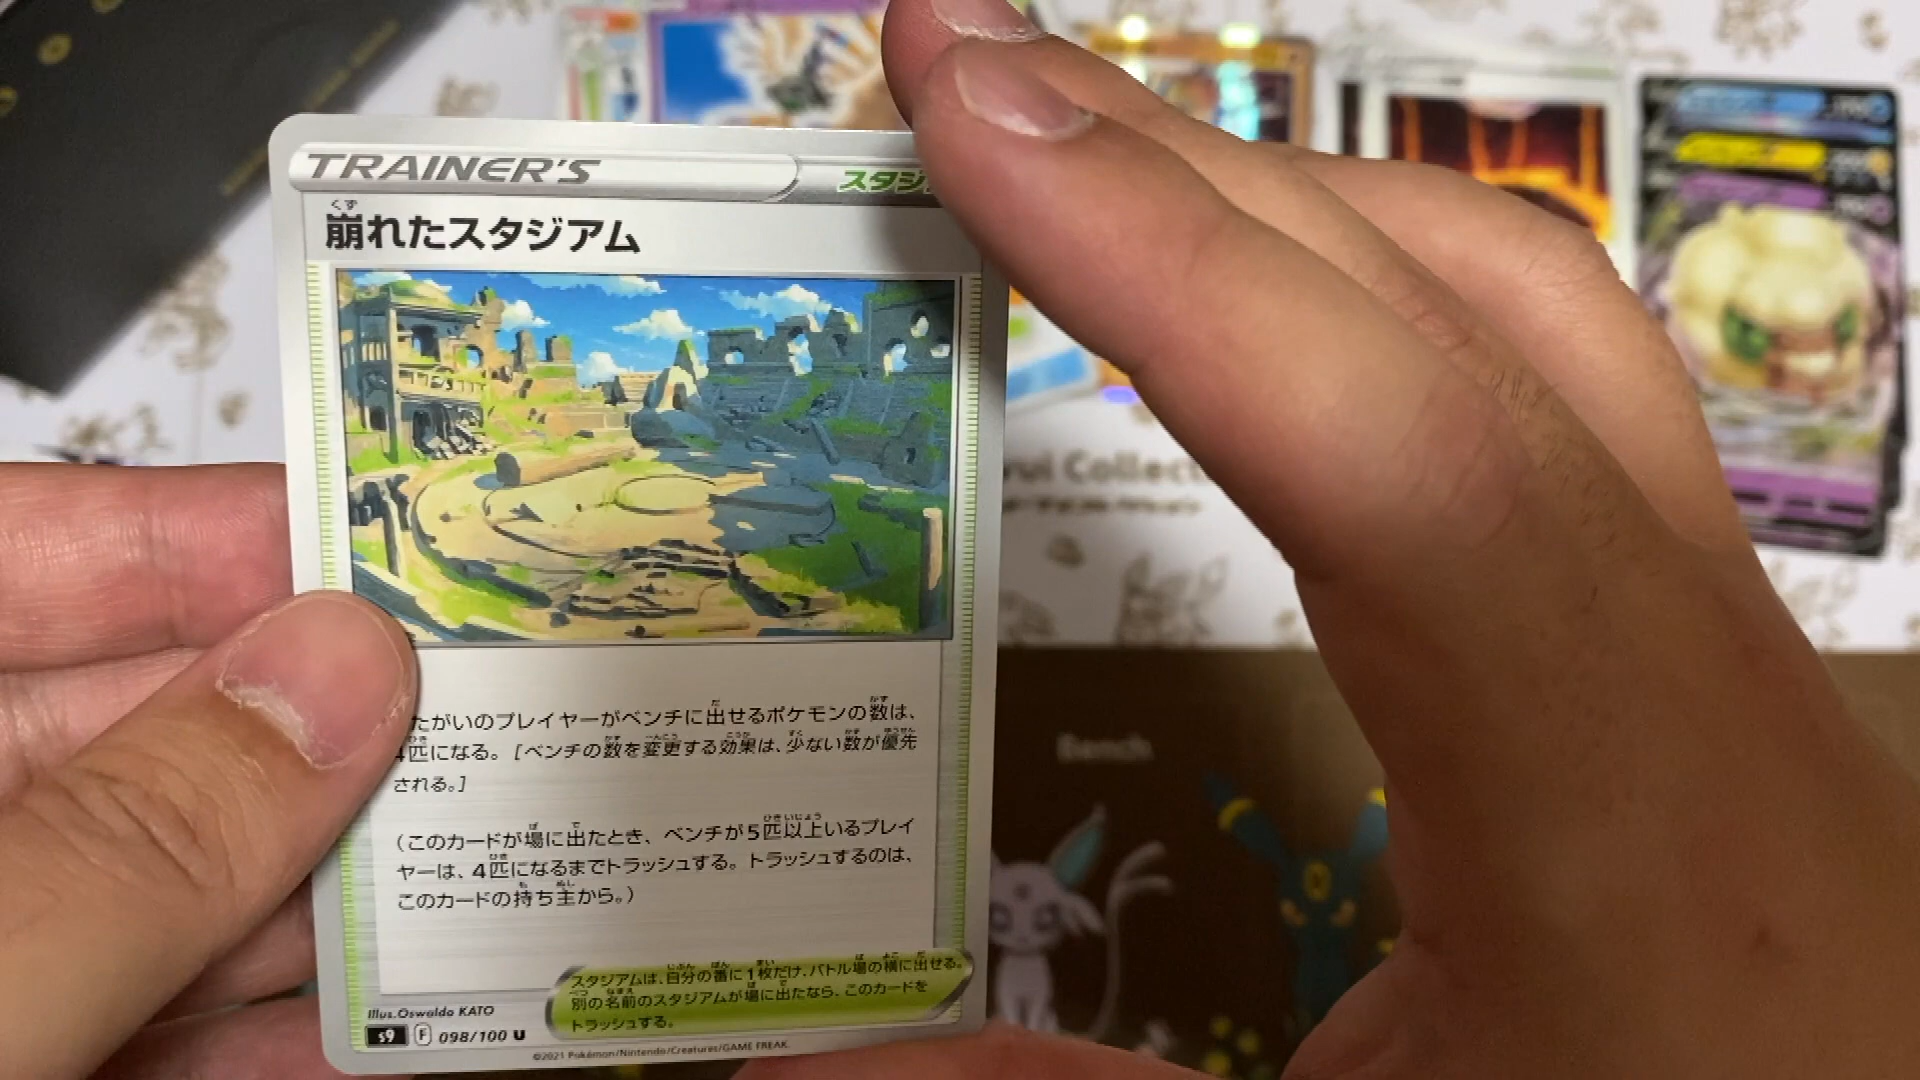 TRAINER'S
スタジ
崩れたスタジアム
たがいのプレイヤーがベンチに出せるポケモンの数は、
4匹になる。[ベンチの数を変更する効果は、少ない数が優先
される。]
(このカードが場に出たとき、ベンチが5匹以上いるプレイ
ヤーは、4匹になるまでトラッシュする。トラッシュするのは、
このカードの持ち主から。)
スタジアムは、自分の番に1枚だけ、バトル場の横に出せる。
別の名前のスタジアムが場に出たなら、このカードを
トラッシュする。
Illus.Oswaldo KATO
s9 F 098/100 U
©2021 Pokémon/Nintendo/Creatures/GAME FREAK.
vui Collect
Bench